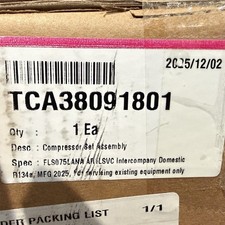 2025/12/02
TCA38091801
Qty : 1 Ea
Desc : Compressor Set Assembly
Spec : FLS075LANA AR(LSVC Intercompany Domestic
R134a, MFG 2025, For servicing existing equipment only
DER PACKING LIST 1/1